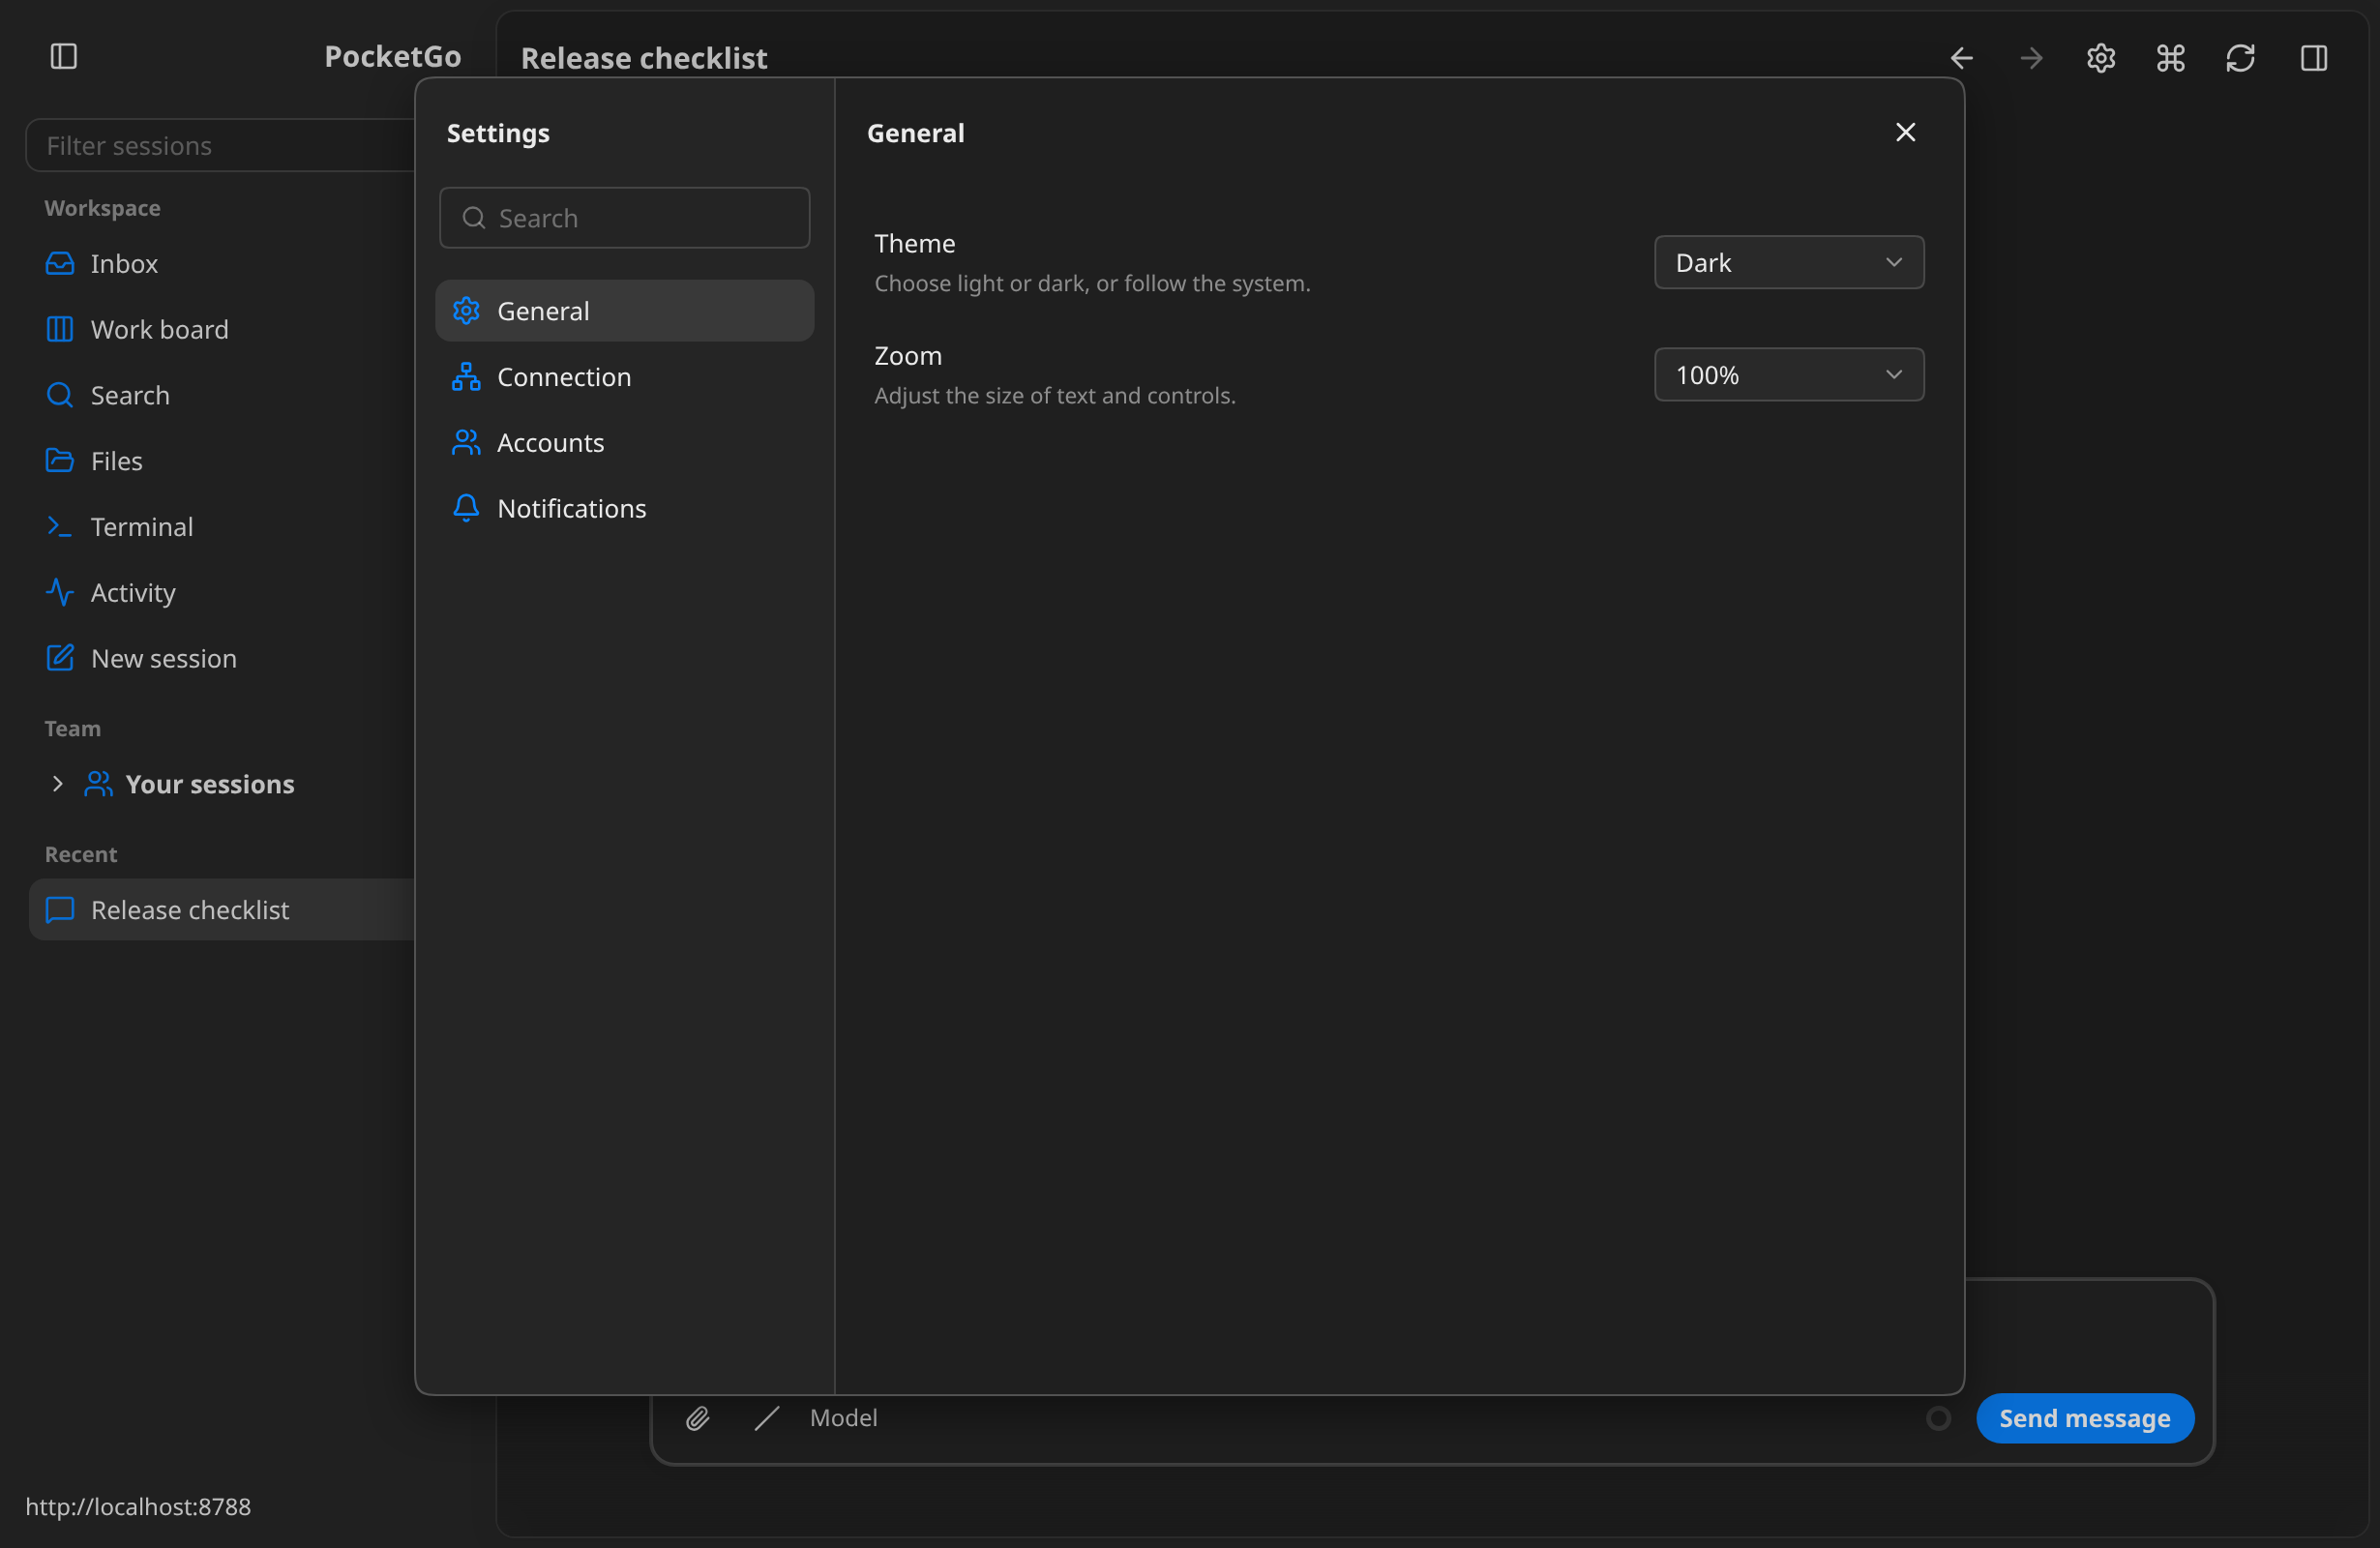 PocketGo
Filter sessions
Workspace
Inbox
Work board
Search
Files
Terminal
Activity
New session
Team
Your sessions
Recent
Release checklist
http://localhost:8788
Release checklist
Settings
Search
General
Connection
Accounts
Notifications
General
Theme
Choose light or dark, or follow the system.
Dark
Zoom
Adjust the size of text and controls.
100%
Model
Send message